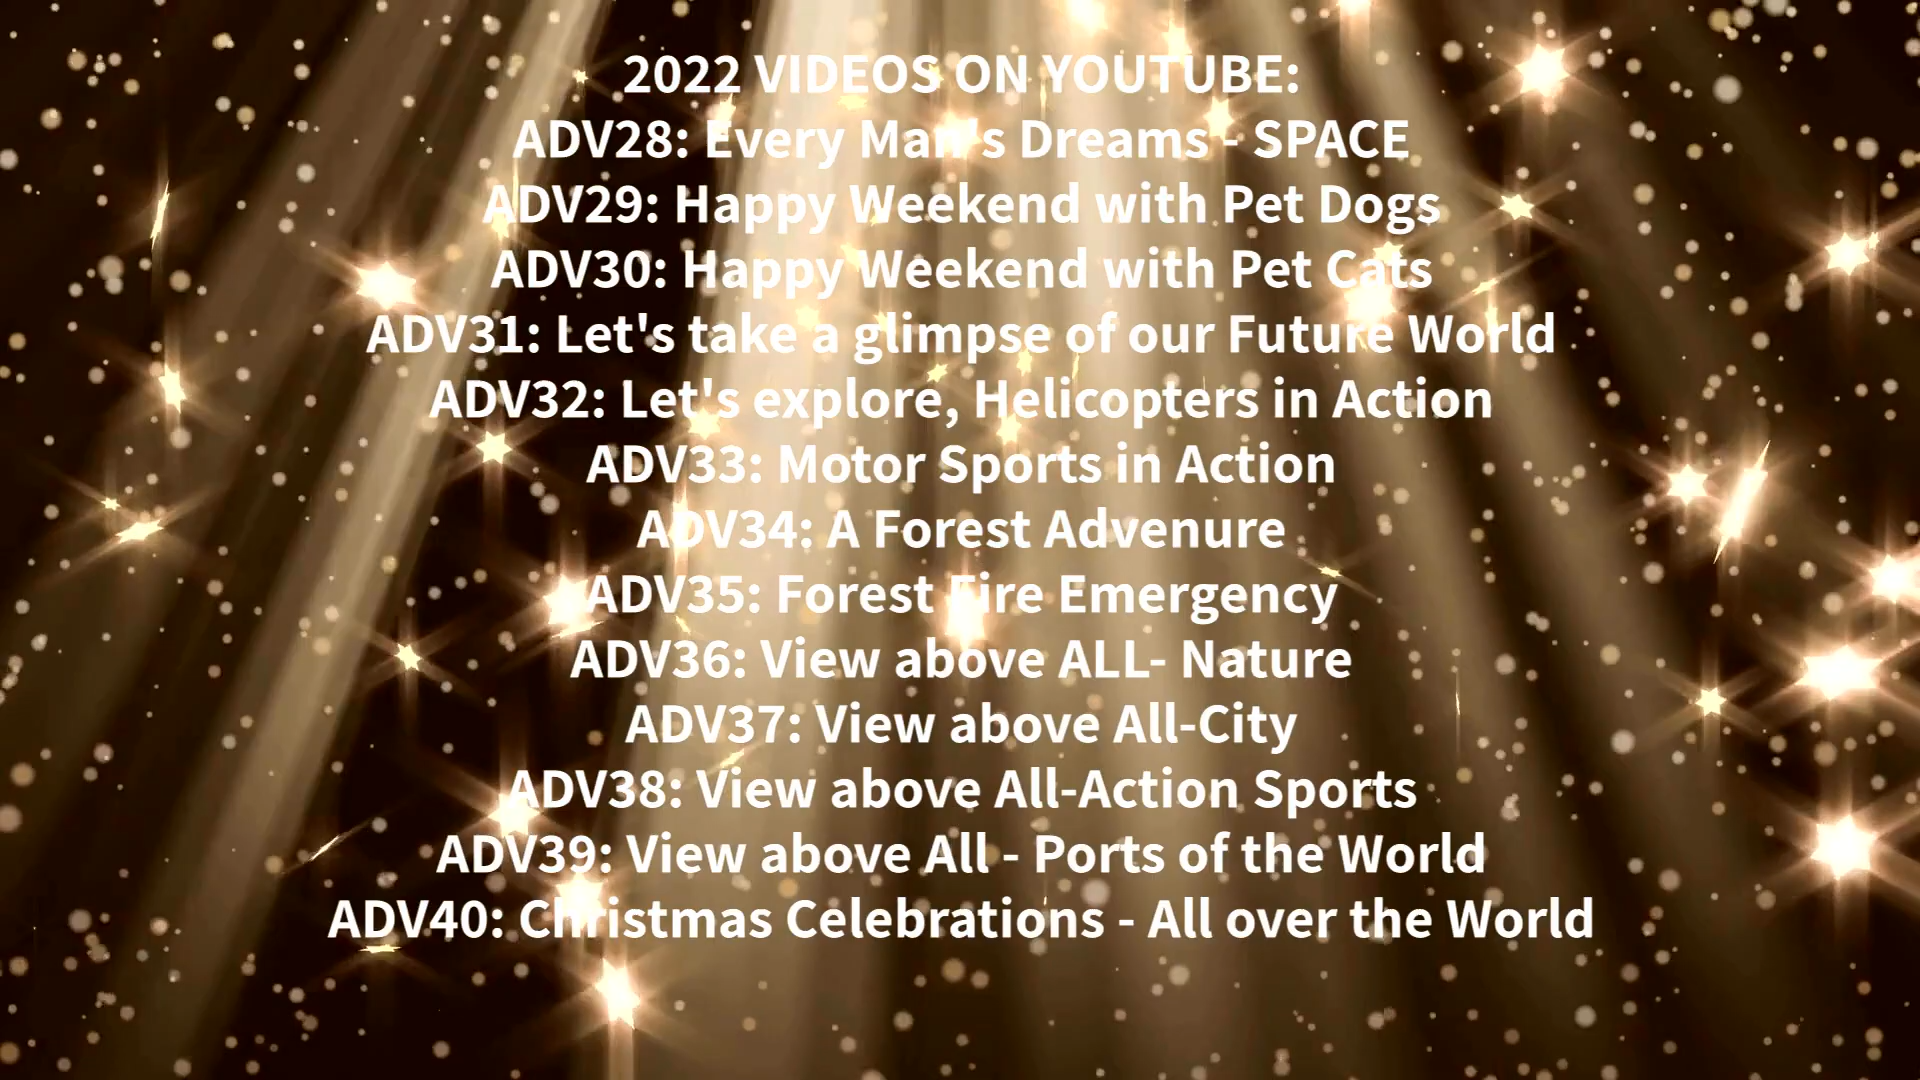 2022 VIDEOS ON YOUTUBE:
ADV28: Every Man's Dreams - SPACE
ADV29: Happy Weekend with Pet Dogs
ADV30: Happy Weekend with Pet Cats
ADV31: Let's take a glimpse of our Future World
ADV32: Let's explore, Helicopters in Action
ADV33: Motor Sports in Action
ADV34: A Forest Advenure
ADV35: Forest Fire Emergency
ADV36: View above ALL- Nature
ADV37: View above All-City
ADV38: View above All-Action Sports
ADV39: View above All - Ports of the World
ADV40: Christmas Celebrations - All over the World